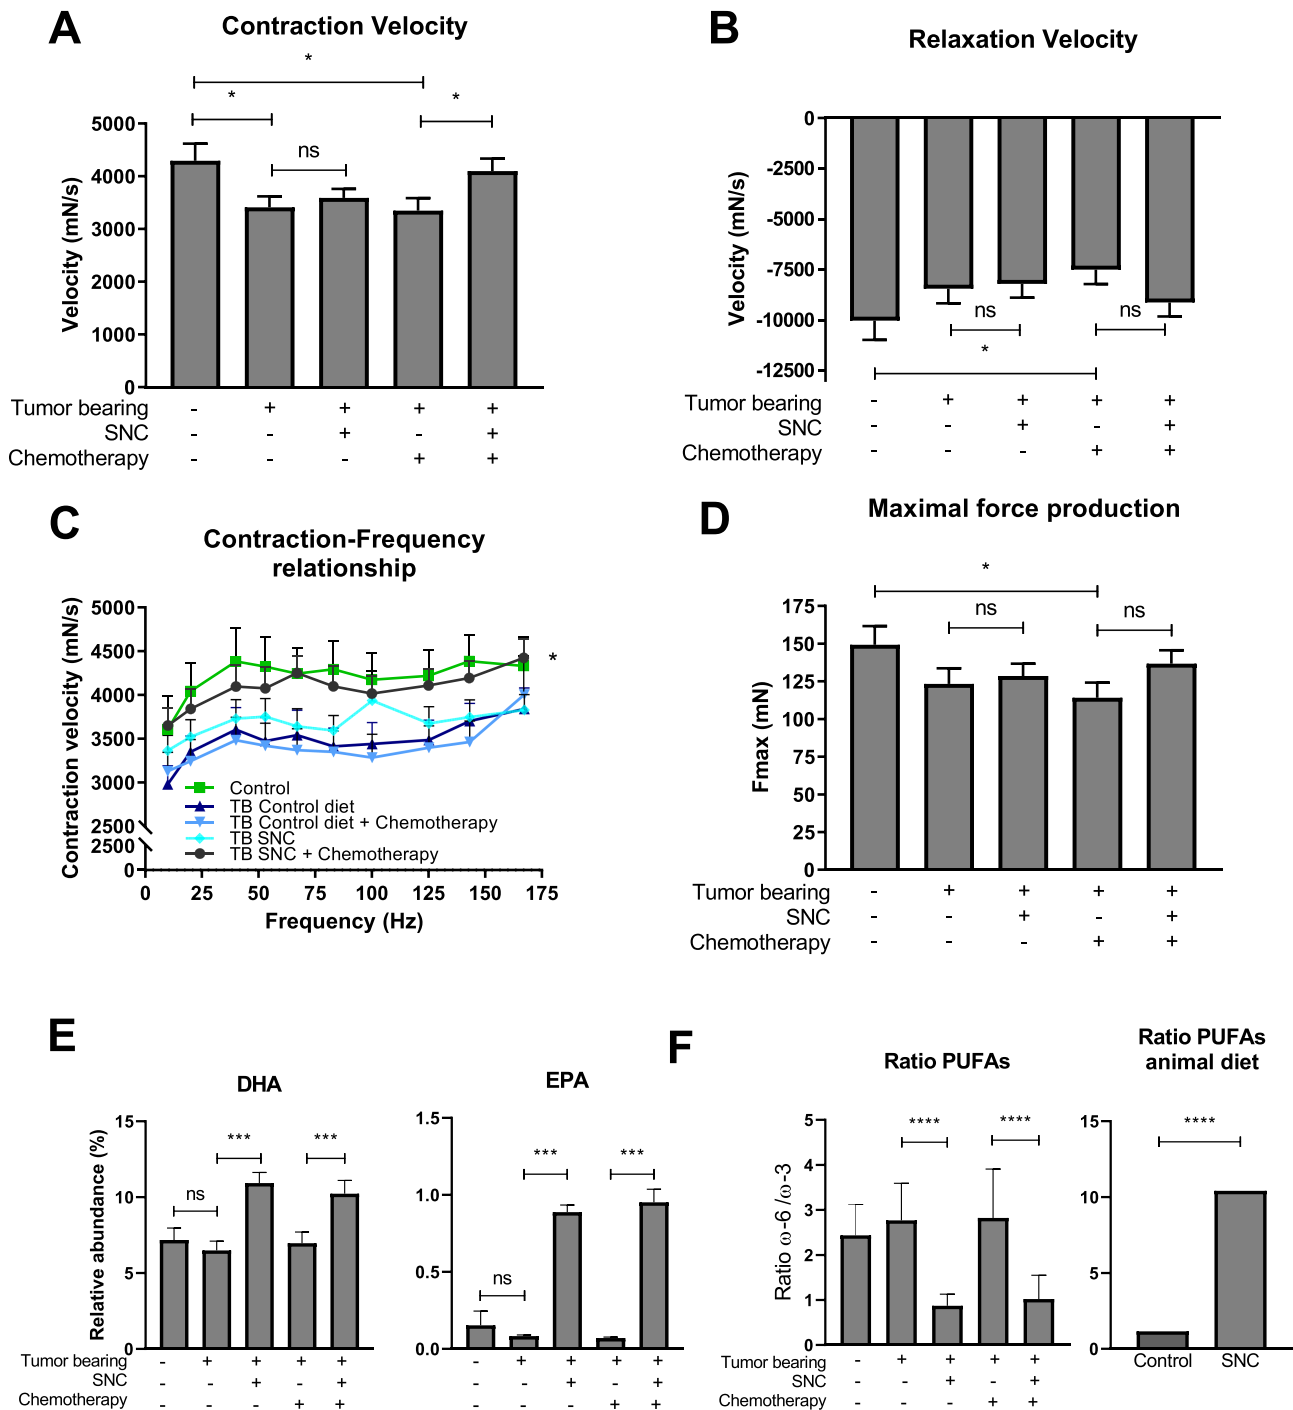 A
Contraction Velocity
*
*
*
ns
5000
4000
3000
2000
1000
0
Velocity (mN/s)
Tumor bearing - + + + +
SNC - - + - +
Chemotherapy - - - + +
B
Relaxation Velocity
0
-2500
-5000
-7500
-10000
-12500
Velocity (mN/s)
ns
ns
*
Tumor bearing - + + + +
SNC - - + - +
Chemotherapy - - - + +
C
Contraction-Frequency
relationship
5000
4500
4000
3500
3000
2500
2500
0
Contraction velocity (mN/s)
*
Control
TB Control diet
TB Control diet + Chemotherapy
TB SNC
TB SNC + Chemotherapy
0 25 50 75 100 125 150 175
Frequency (Hz)
D
Maximal force production
*
ns
ns
175
150
125
100
75
50
25
0
Fmax (mN)
Tumor bearing - + + + +
SNC - - + - +
Chemotherapy - - - + +
E
DHA
15
10
5
0
Relative abundance (%)
ns
***
***
Tumor bearing - + + + +
SNC - - + - +
Chemotherapy - - - + +
EPA
1.5
1.0
0.5
0.0
ns
***
***
- + + + +
- - + - +
- - - + +
F
Ratio PUFAs
5
4
3
2
1
0
Ratio ω-6 /ω-3
****
****
Tumor bearing - + + + +
SNC - - + - +
Chemotherapy - - - + +
Ratio PUFAs
animal diet
15
10
5
0
****
Control SNC